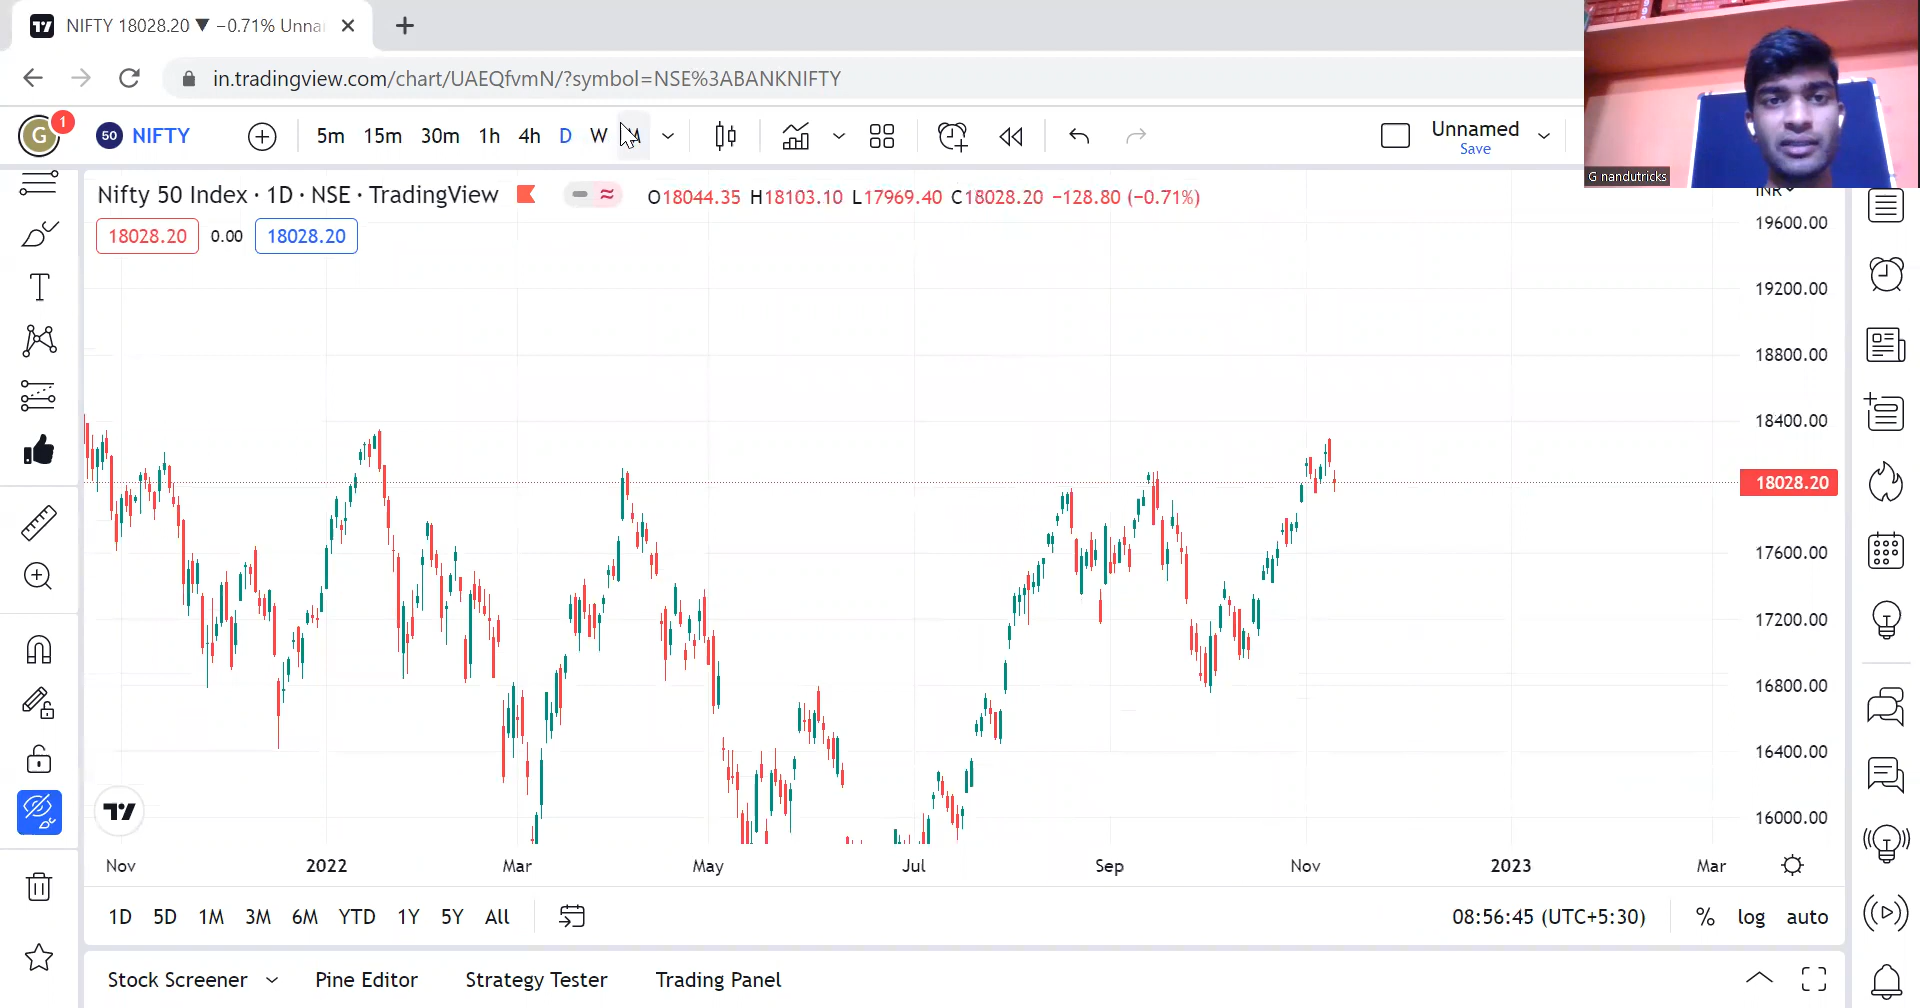 NIFTY 18028.20 ▼ −0.71% Unna
in.tradingview.com/chart/UAEQfvmN/?symbol=NSE%3ABANKNIFTY
G 1 50 NIFTY 5m 15m 30m 1h 4h D W M Unnamed
Save
G nandutricks
Nifty 50 Index · 1D · NSE · TradingView O18044.35 H18103.10 L17969.40 C18028.20 −128.80 (−0.71%)
INR
18028.20 0.00 18028.20
19600.00
19200.00
18800.00
18400.00
18028.20
17600.00
17200.00
16800.00
16400.00
16000.00
Nov 2022 Mar May Jul Sep Nov 2023 Mar
1D 5D 1M 3M 6M YTD 1Y 5Y All 08:56:45 (UTC+5:30) % log auto
Stock Screener Pine Editor Strategy Tester Trading Panel